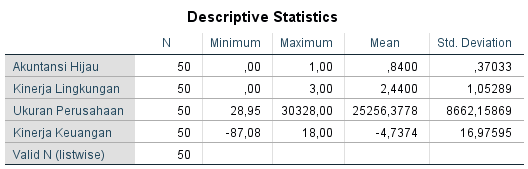 Descriptive Statistics
N Minimum Maximum Mean Std. Deviation
Akuntansi Hijau 50 ,00 1,00 ,8400 ,37033
Kinerja Lingkungan 50 ,00 3,00 2,4400 1,05289
Ukuran Perusahaan 50 28,95 30328,00 25256,3778 8662,15869
Kinerja Keuangan 50 -87,08 18,00 -4,7374 16,97595
Valid N (listwise) 50